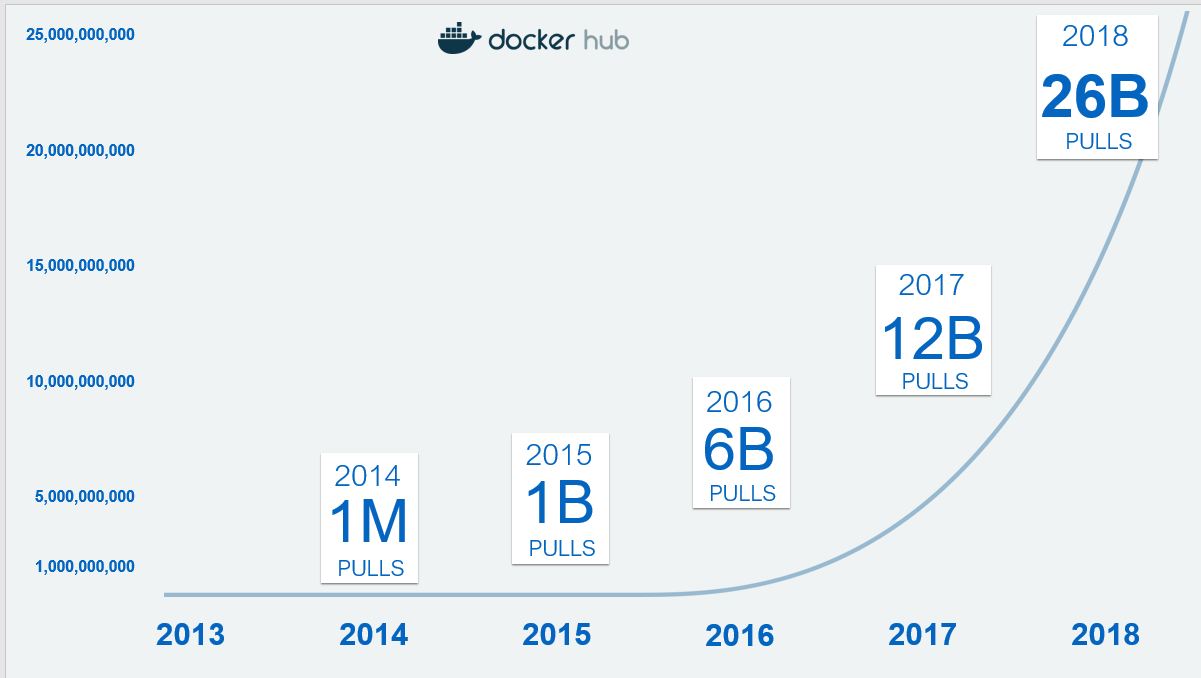 docker hub
25,000,000,000
20,000,000,000
15,000,000,000
10,000,000,000
5,000,000,000
1,000,000,000
2014
1M
PULLS
2015
1B
PULLS
2016
6B
PULLS
2017
12B
PULLS
2018
26B
PULLS
2013 2014 2015 2016 2017 2018